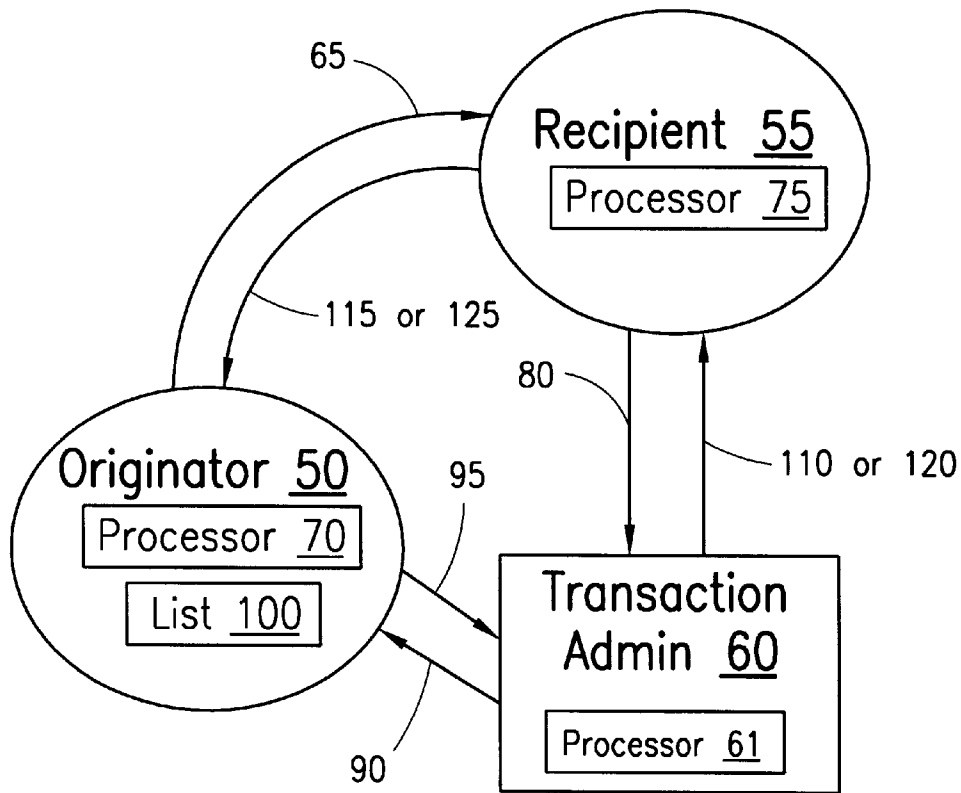 65
Recipient 55
Processor 75
115 or 125
80
110 or 120
Originator 50
Processor 70
List 100
95
90
Transaction
Admin 60
Processor 61